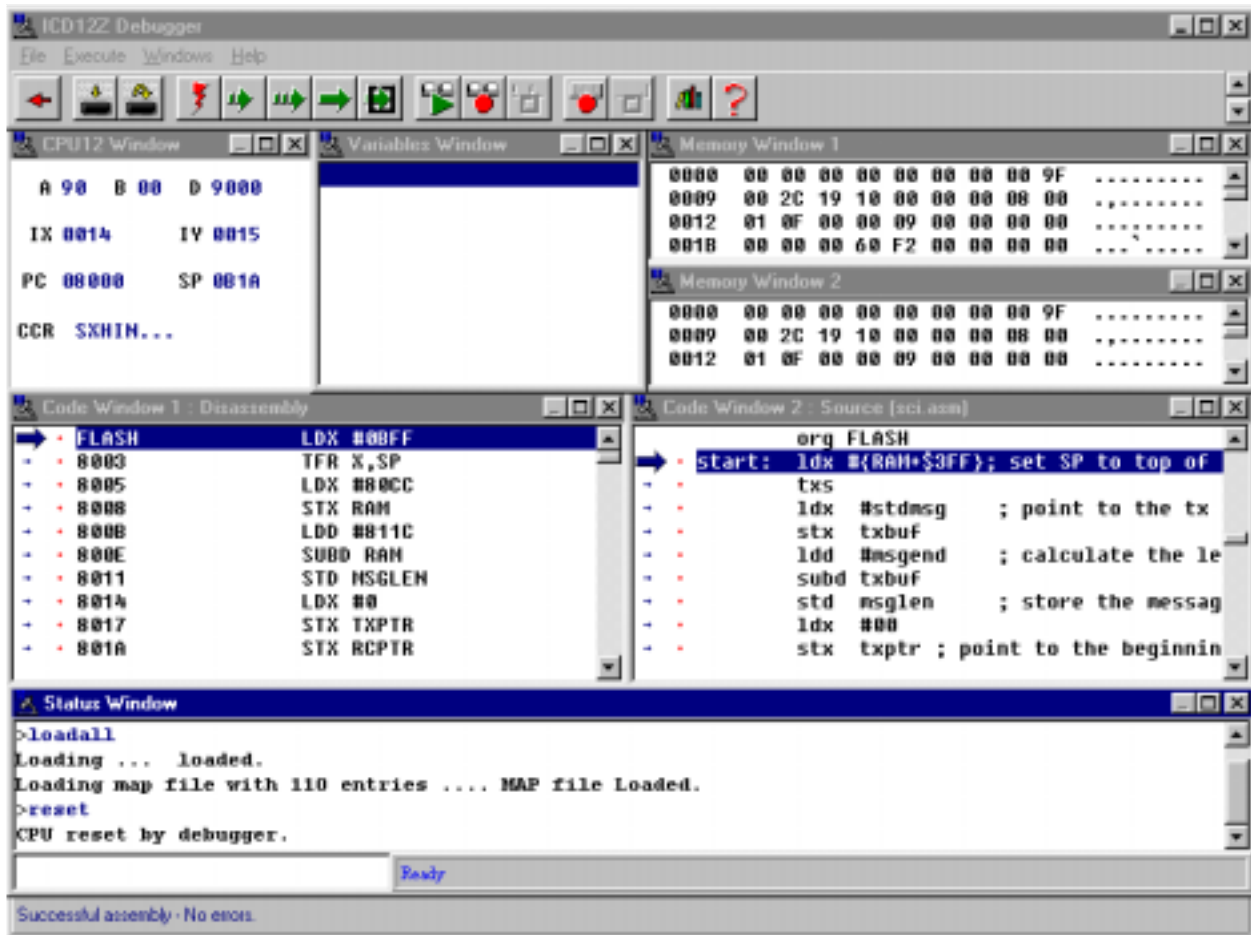 ICD12Z Debugger
File Execute Windows Help
CPU12 Window
A 90 B 00 D 9000
IX 0014 IY 0015
PC 08000 SP 0B1A
CCR SXHIN...
Variables Window
Memory Window 1
0000 00 00 00 00 00 00 00 00 9F .........
0009 00 2C 19 10 00 00 00 08 00 .,.......
0012 01 0F 00 00 09 00 00 00 00 .........
001B 00 00 00 60 F2 00 00 00 00 ...`.....
Memory Window 2
0000 00 00 00 00 00 00 00 00 9F .........
0009 00 2C 19 10 00 00 00 08 00 .,.......
0012 01 0F 00 00 09 00 00 00 00 .........
Code Window 1 : Disassembly
FLASH LDX #0BFF
8003 TFR X,SP
8005 LDX #80CC
8008 STX RAM
800B LDD #811C
800E SUBD RAM
8011 STD MSGLEN
8014 LDX #0
8017 STX TXPTR
801A STX RCPTR
Code Window 2 : Source [sci.asm]
org FLASH
start: ldx #{RAM+$3FF}; set SP to top of
txs
ldx #stdmsg ; point to the tx
stx txbuf
ldd #msgend ; calculate the le
subd txbuf
std msglen ; store the messag
ldx #00
stx txptr ; point to the beginnin
Status Window
>loadall
Loading ... loaded.
Loading map file with 110 entries .... MAP file Loaded.
>reset
CPU reset by debugger.
Ready
Successful assembly - No errors.